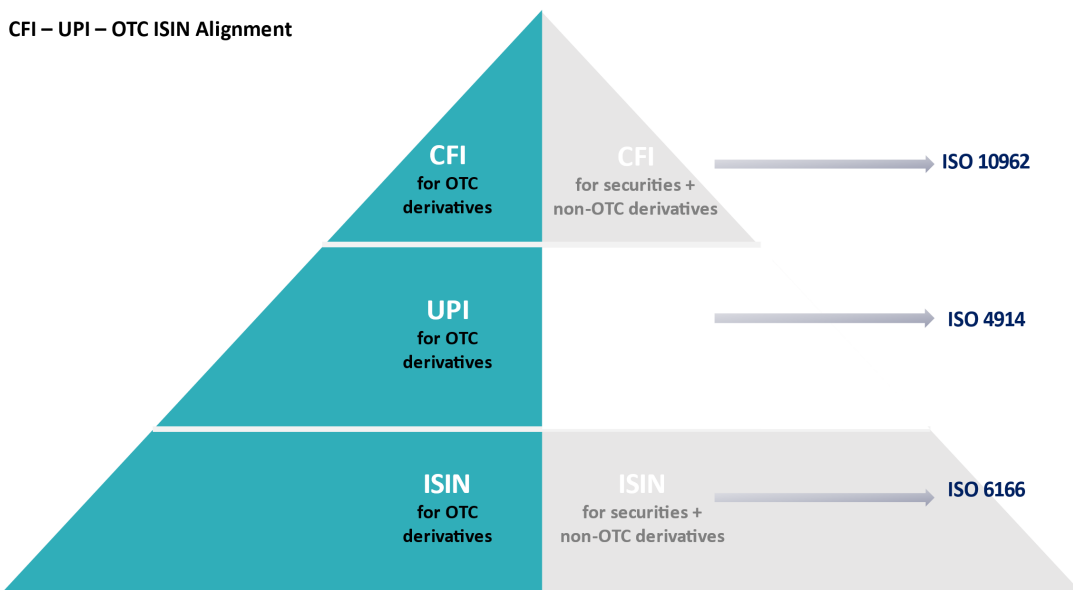 CFI – UPI – OTC ISIN Alignment
CFI
for OTC
derivatives
CFI
for securities +
non-OTC derivatives
ISO 10962
UPI
for OTC
derivatives
ISO 4914
ISIN
for OTC
derivatives
ISIN
for securities +
non-OTC derivatives
ISO 6166